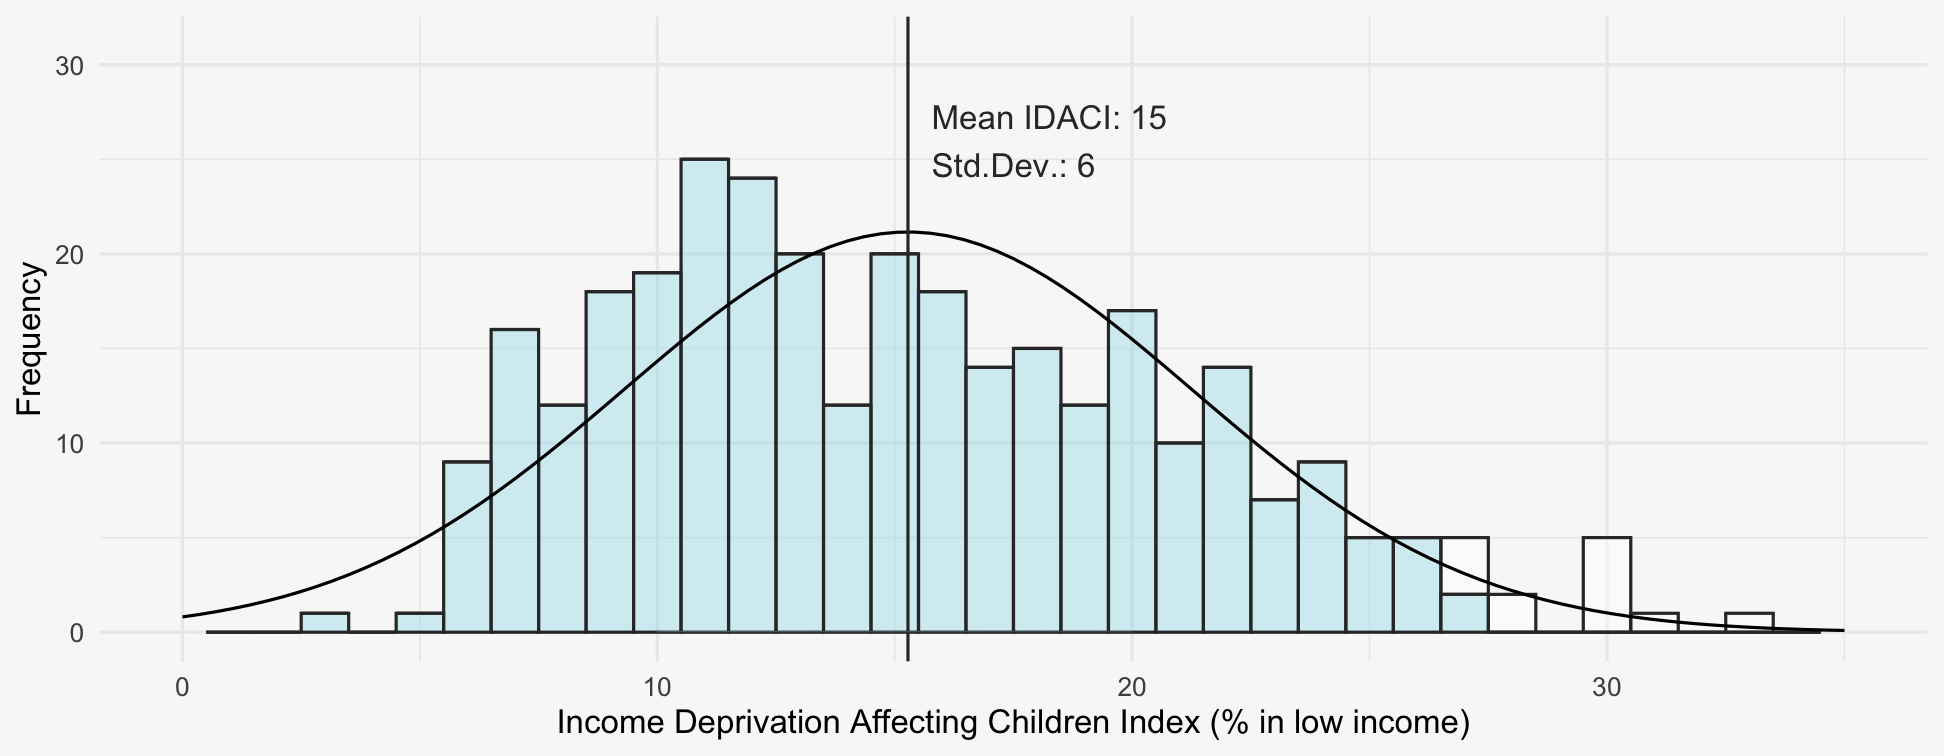 30
20
10
0
Frequency
Mean IDACI: 15
Std.Dev.: 6
0
10
20
30
Income Deprivation Affecting Children Index (% in low income)